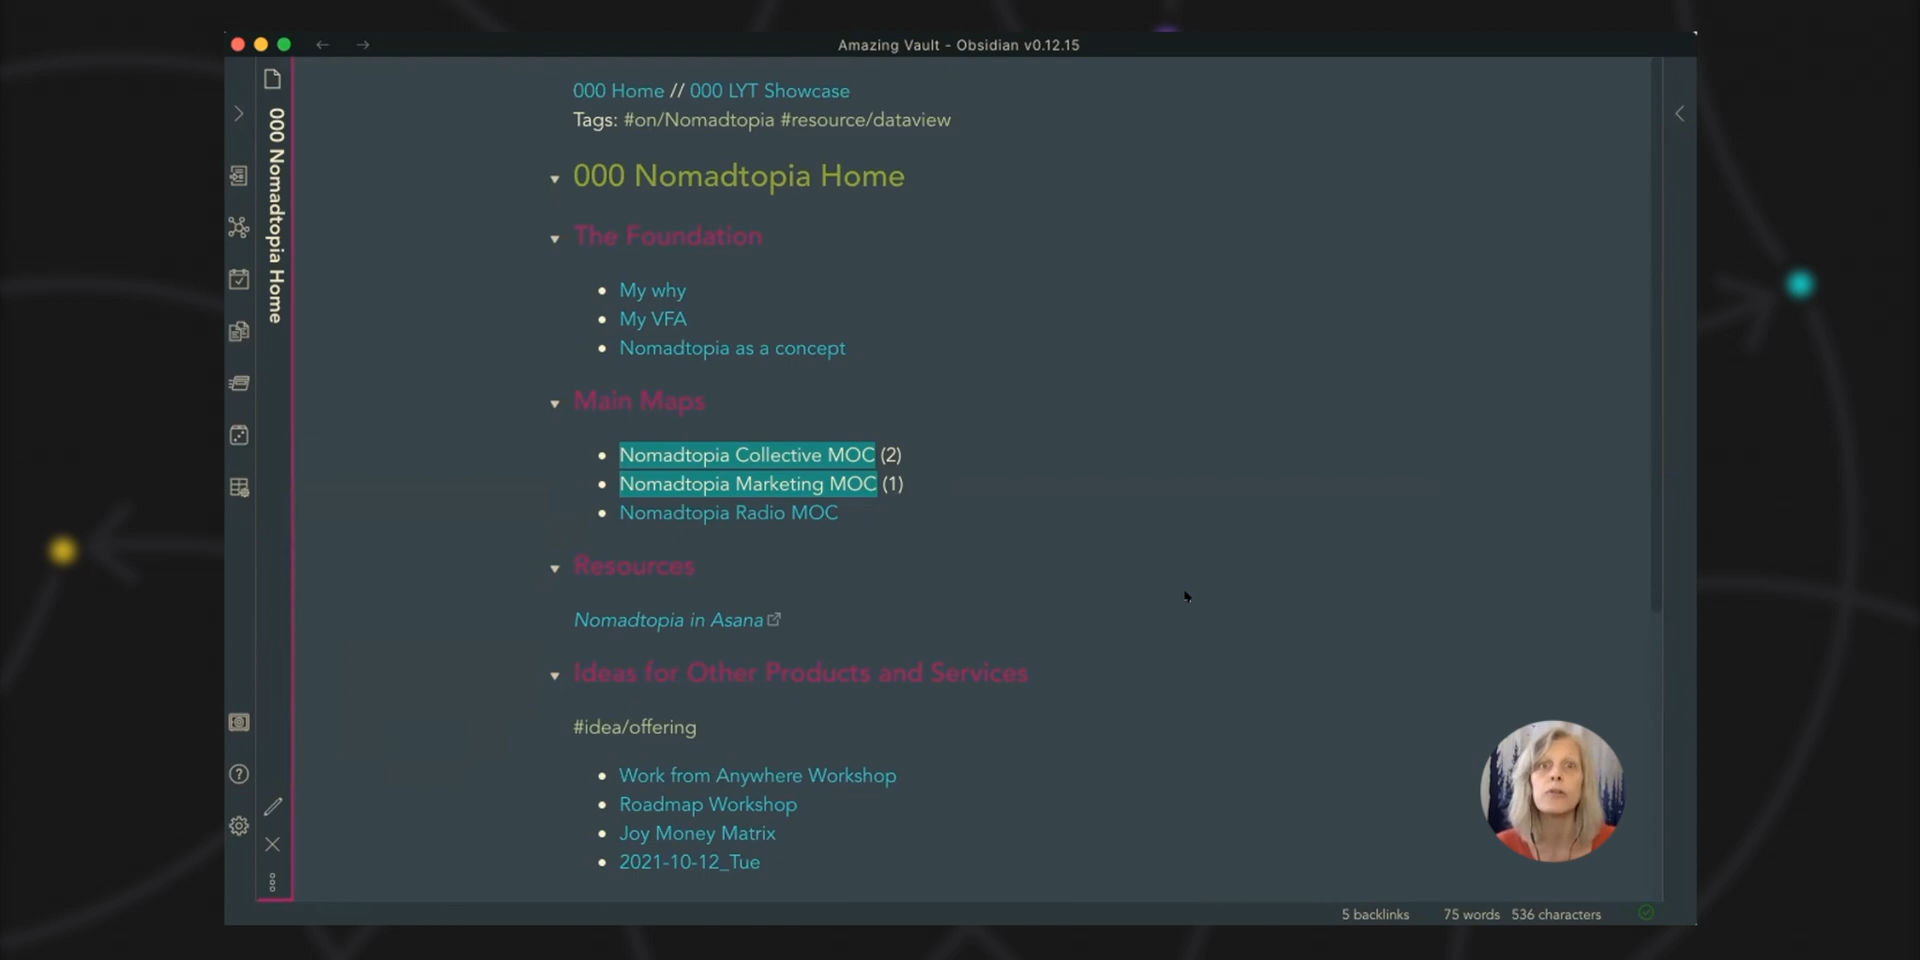 Amazing Vault - Obsidian v0.12.15
000 Nomadtopia Home
000 Home // 000 LYT Showcase
Tags: #on/Nomadtopia #resource/dataview
000 Nomadtopia Home
The Foundation
My why
My VFA
Nomadtopia as a concept
Main Maps
Nomadtopia Collective MOC (2)
Nomadtopia Marketing MOC (1)
Nomadtopia Radio MOC
Resources
Nomadtopia in Asana
Ideas for Other Products and Services
#idea/offering
Work from Anywhere Workshop
Roadmap Workshop
Joy Money Matrix
2021-10-12_Tue
5 backlinks 75 words 536 characters